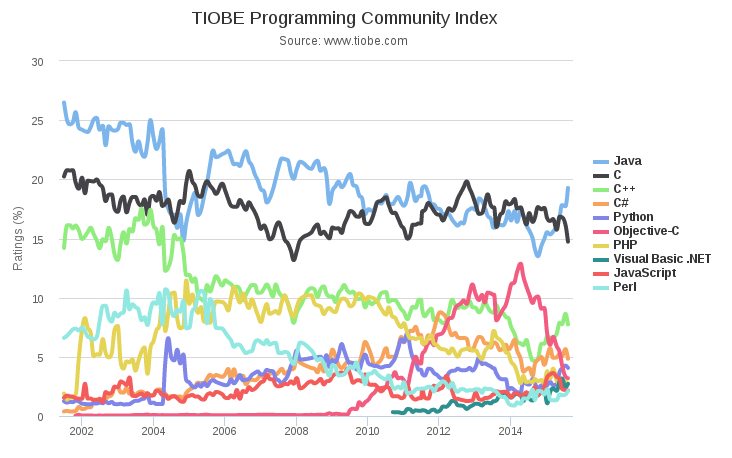 TIOBE Programming Community Index
Source: www.tiobe.com
Ratings (%)
30
25
20
15
10
5
0
2002
2004
2006
2008
2010
2012
2014
Java
C
C++
C#
Python
Objective-C
PHP
Visual Basic .NET
JavaScript
Perl